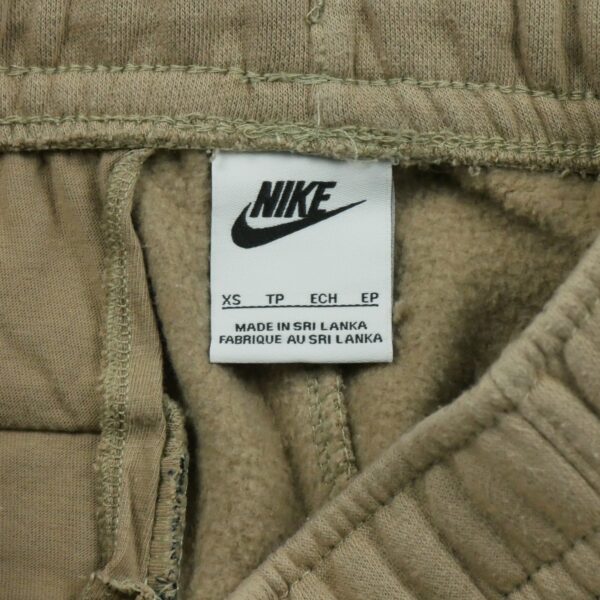 NIKE
XS TP ECH EP
MADE IN SRI LANKA
FABRIQUE AU SRI LANKA